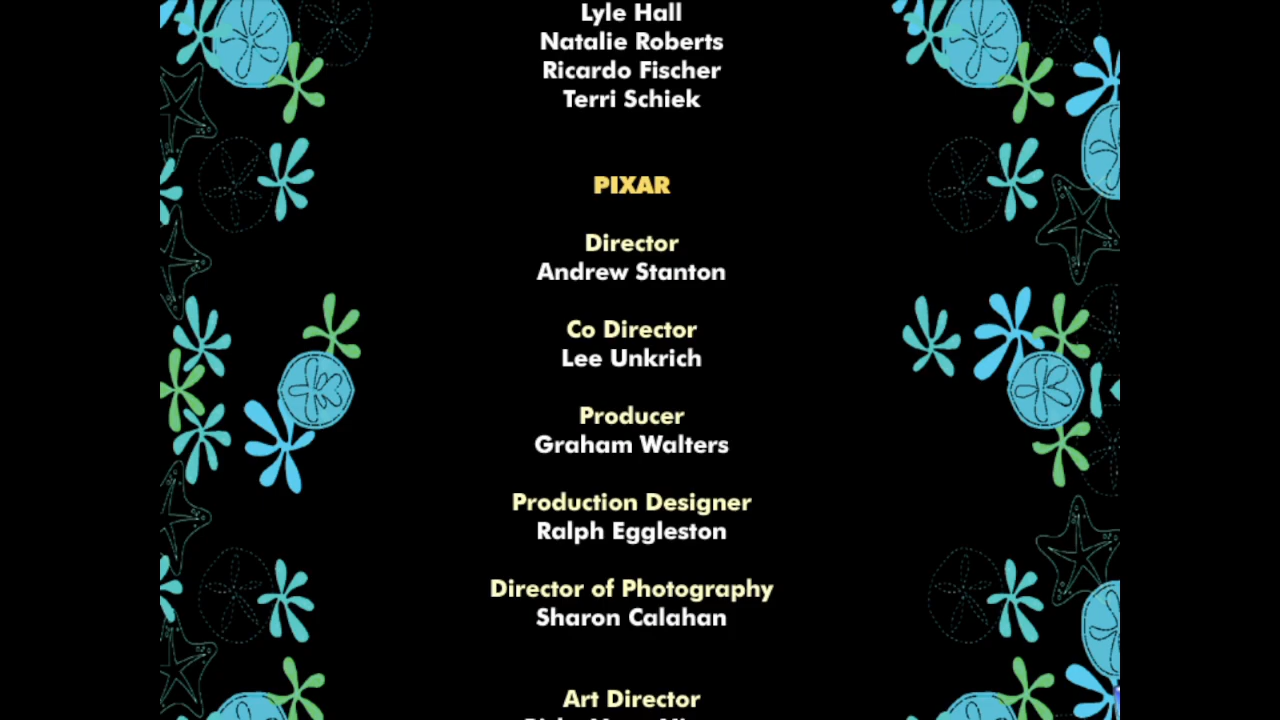 Lyle Hall
Natalie Roberts
Ricardo Fischer
Terri Schiek
PIXAR
Director
Andrew Stanton
Co Director
Lee Unkrich
Producer
Graham Walters
Production Designer
Ralph Eggleston
Director of Photography
Sharon Calahan
Art Director